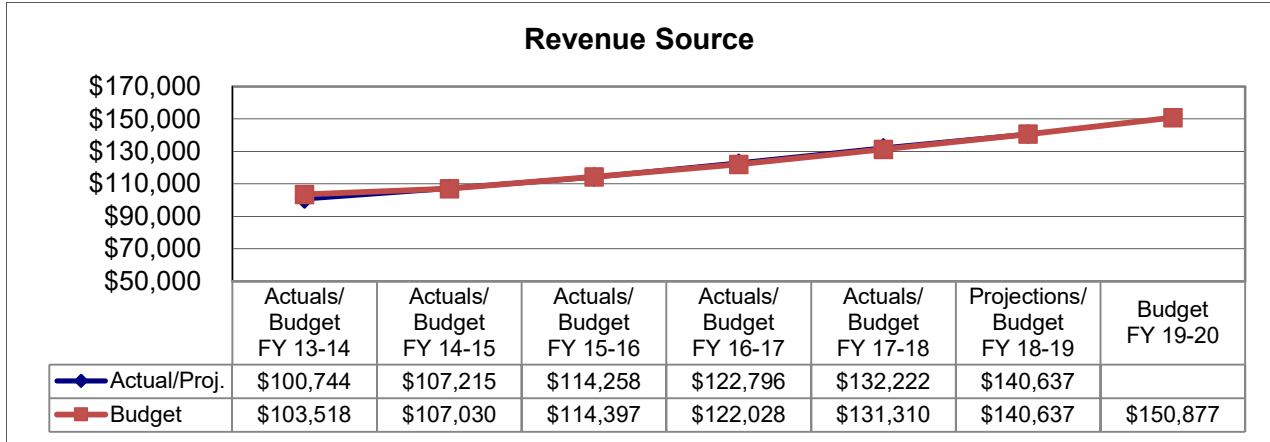 Revenue Source
$170,000
$150,000
$130,000
$110,000
$90,000
$70,000
$50,000
Actuals/
Budget
FY 13-14
Actuals/
Budget
FY 14-15
Actuals/
Budget
FY 15-16
Actuals/
Budget
FY 16-17
Actuals/
Budget
FY 17-18
Projections/
Budget
FY 18-19
Budget
FY 19-20
Actual/Proj. $100,744 $107,215 $114,258 $122,796 $132,222 $140,637
Budget $103,518 $107,030 $114,397 $122,028 $131,310 $140,637 $150,877